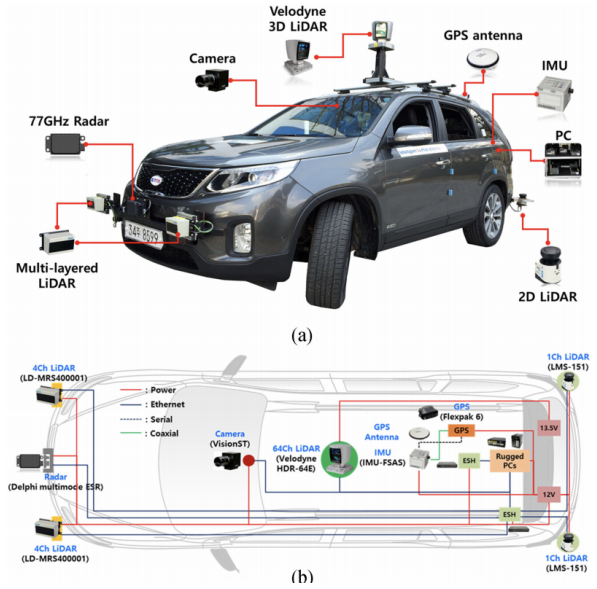 Velodyne
3D LiDAR
GPS antenna
Camera
IMU
77GHz Radar
PC
Multi-layered
LiDAR
2D LiDAR
(a)
4Ch LiDAR
(LD-MRS400001)
: Power
: Ethernet
: Serial
: Coaxial
1Ch LiDAR
(LMS-151)
GPS
(Flexpak 6)
GPS
Antenna
GPS
13.5V
Camera
(VisionST)
64Ch LiDAR
(Velodyne
HDR-64E)
IMU
(IMU-FSAS)
ESH
Rugged
PCs
12V
Radar
(Delphi multimode ESR)
ESH
4Ch LiDAR
(LD-MRS400001)
1Ch LiDAR
(LMS-151)
(b)